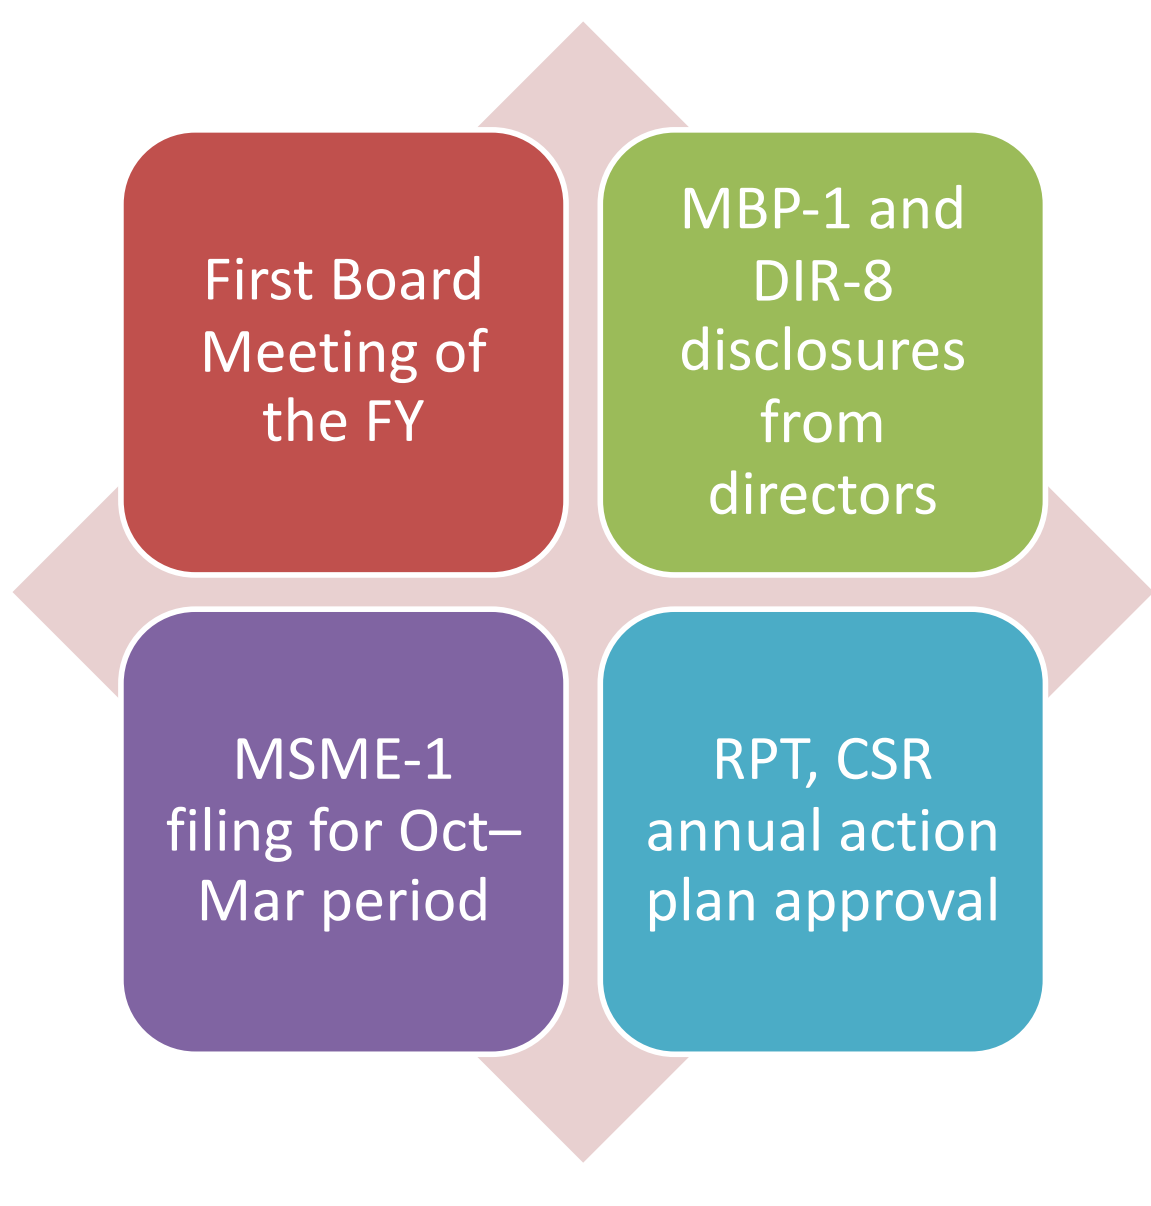 First Board
Meeting of
the FY
MBP-1 and
DIR-8
disclosures
from
directors
MSME-1
filing for Oct–
Mar period
RPT, CSR
annual action
plan approval